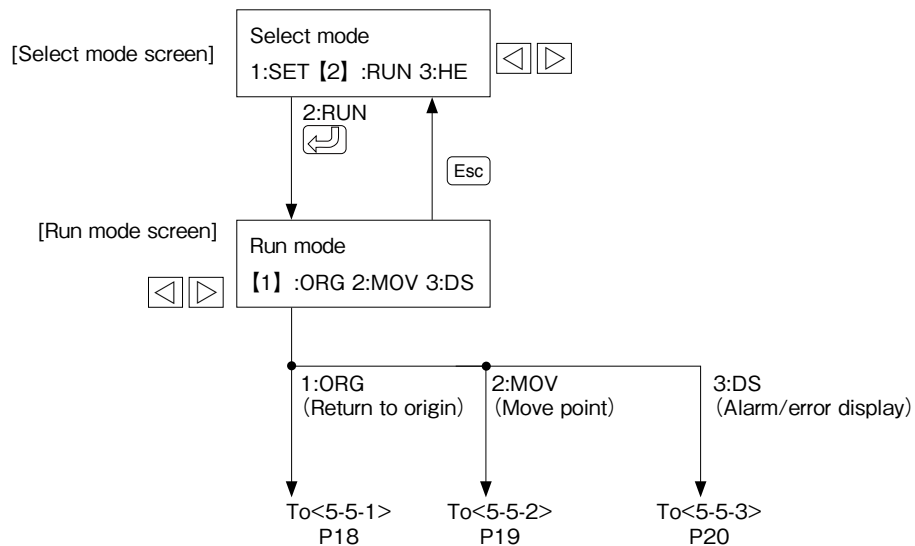 [Select mode screen]
Select mode
1:SET【2】:RUN 3:HE
2:RUN
Esc
[Run mode screen]
Run mode
【1】:ORG 2:MOV 3:DS
1:ORG
（Return to origin）
2:MOV
（Move point）
3:DS
（Alarm/error display）
To<5-5-1>
P18
To<5-5-2>
P19
To<5-5-3>
P20